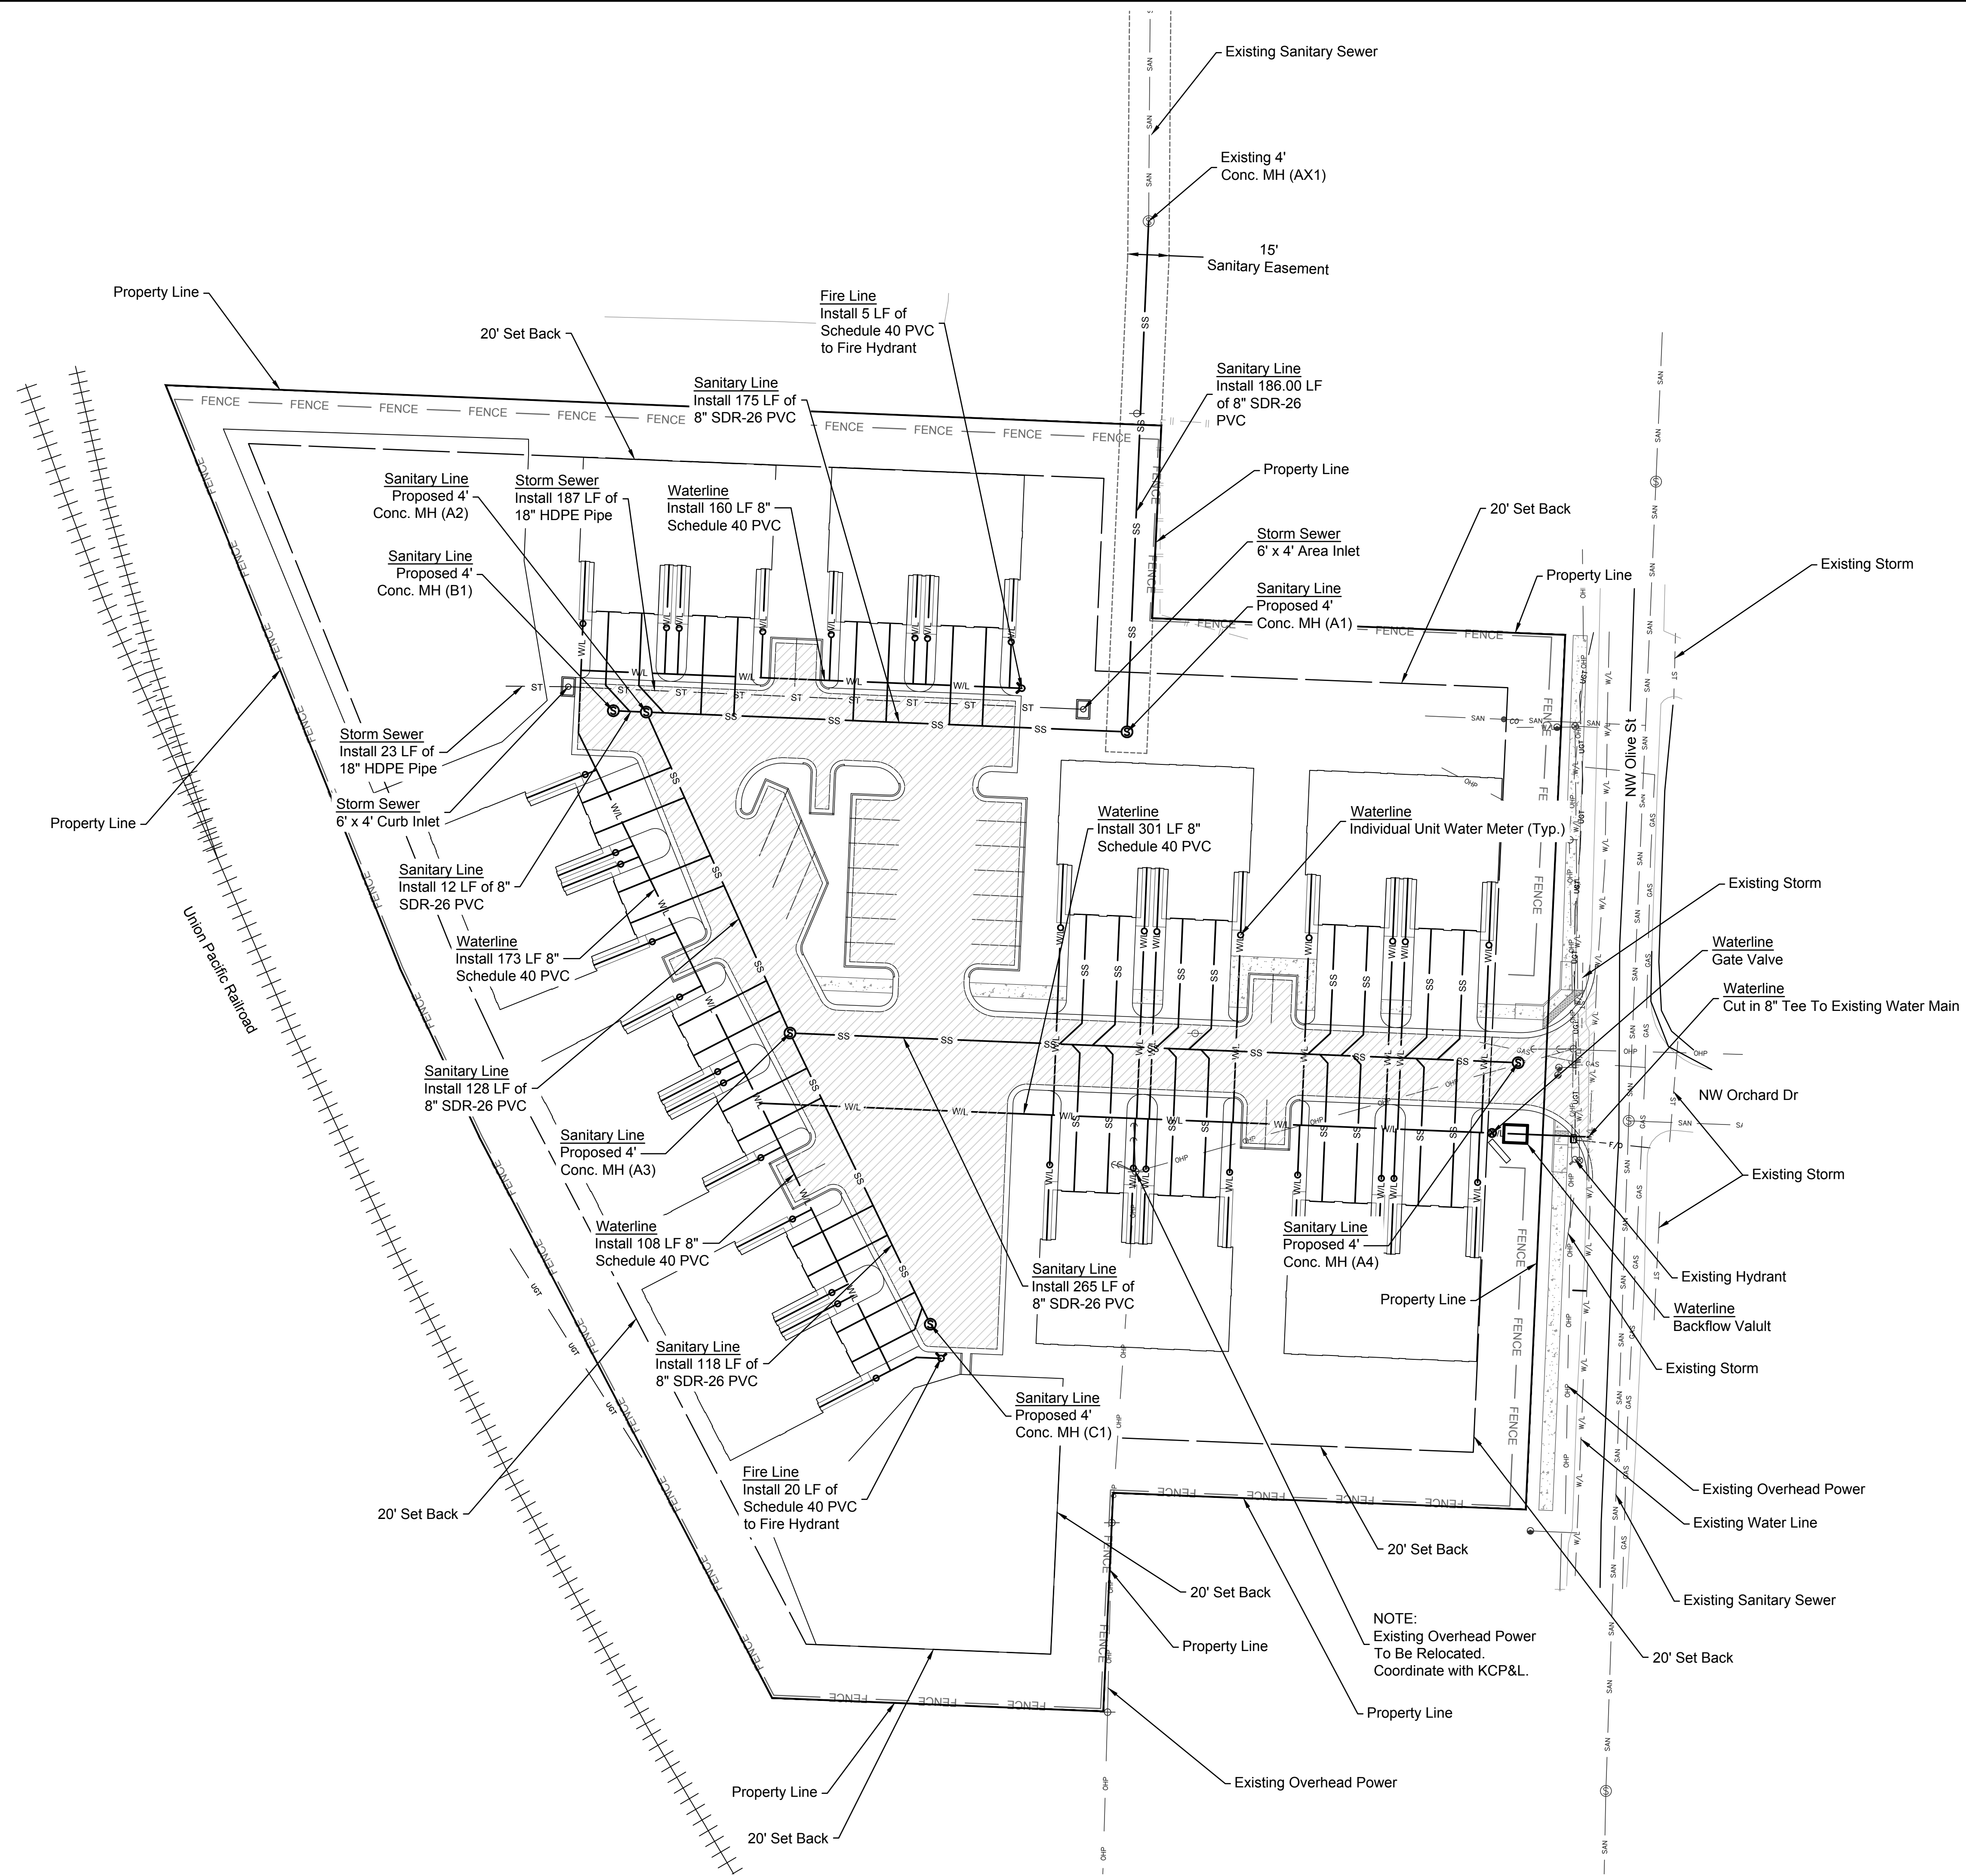 Existing Sanitary Sewer
Existing 4'
Conc. MH (AX1)
15'
Sanitary Easement
Property Line
Fire Line
Install 5 LF of
Schedule 40 PVC
to Fire Hydrant
20' Set Back
Sanitary Line
Install 175 LF of
8" SDR-26 PVC
Sanitary Line
Install 186.00 LF
of 8" SDR-26
PVC
Property Line
Sanitary Line
Proposed 4'
Conc. MH (A2)
Storm Sewer
Install 187 LF of
18" HDPE Pipe
Waterline
Install 160 LF 8"
Schedule 40 PVC
20' Set Back
Storm Sewer
6' x 4' Area Inlet
Sanitary Line
Proposed 4'
Conc. MH (B1)
Existing Storm
Property Line
Sanitary Line
Proposed 4'
Conc. MH (A1)
NW Olive St
Storm Sewer
Install 23 LF of
18" HDPE Pipe
Storm Sewer
6' x 4' Curb Inlet
Property Line
Waterline
Install 301 LF 8"
Schedule 40 PVC
Waterline
Individual Unit Water Meter (Typ.)
Sanitary Line
Install 12 LF of 8"
SDR-26 PVC
Existing Storm
Union Pacific Railroad
Waterline
Install 173 LF 8"
Schedule 40 PVC
Waterline
Gate Valve
Waterline
Cut in 8" Tee To Existing Water Main
Sanitary Line
Install 128 LF of
8" SDR-26 PVC
NW Orchard Dr
Sanitary Line
Proposed 4'
Conc. MH (A3)
Existing Storm
Waterline
Install 108 LF 8"
Schedule 40 PVC
Sanitary Line
Proposed 4'
Conc. MH (A4)
Sanitary Line
Install 265 LF of
8" SDR-26 PVC
Existing Hydrant
Property Line
Waterline
Backflow Valult
Sanitary Line
Install 118 LF of
8" SDR-26 PVC
Existing Storm
Sanitary Line
Proposed 4'
Conc. MH (C1)
Fire Line
Install 20 LF of
Schedule 40 PVC
to Fire Hydrant
20' Set Back
Existing Overhead Power
Existing Water Line
20' Set Back
20' Set Back
Existing Sanitary Sewer
NOTE:
Existing Overhead Power
To Be Relocated.
Coordinate with KCP&L.
Property Line
20' Set Back
Property Line
Existing Overhead Power
Property Line
20' Set Back
FENCE
SAN
SS
W/L
ST
OHP
UGT
GAS
CO
F/O